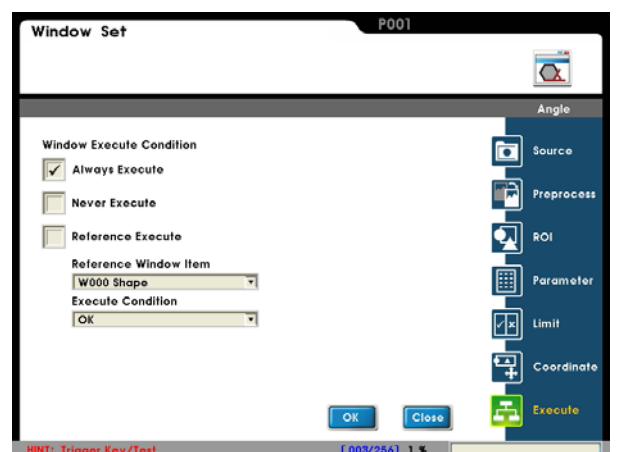 Window Set
P001
Angle
Window Execute Condition
Always Execute
Never Execute
Reference Execute
Reference Window Item
W000 Shape
Execute Condition
OK
Source
Preprocess
ROI
Parameter
Limit
Coordinate
Execute
OK
Close
HINT: Trigger Key/Test
[003/256] 1 %